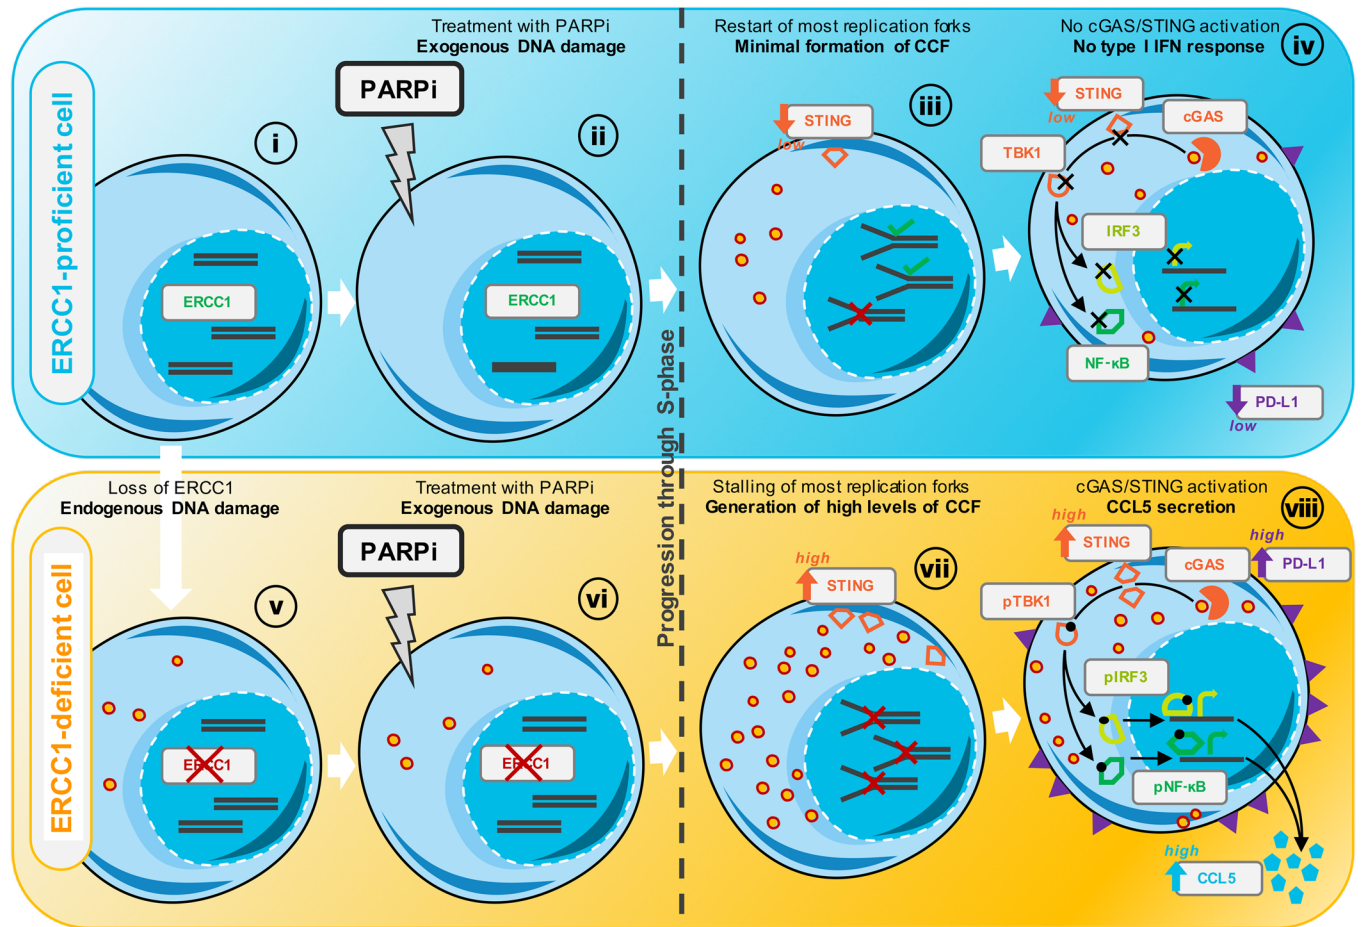 ERCC1-proficient cell
i
ERCC1
Treatment with PARPi
Exogenous DNA damage
PARPi
ii
ERCC1
Progression through S-phase
Restart of most replication forks
Minimal formation of CCF
iii
STING
low
No cGAS/STING activation
No type I IFN response
iv
STING
low
cGAS
TBK1
IRF3
NF-κB
PD-L1
low
ERCC1-deficient cell
Loss of ERCC1
Endogenous DNA damage
v
ERCC1
Treatment with PARPi
Exogenous DNA damage
PARPi
vi
ERCC1
Stalling of most replication forks
Generation of high levels of CCF
vii
high
STING
cGAS/STING activation
CCL5 secretion
viii
high
STING
cGAS
high
PD-L1
pTBK1
pIRF3
pNF-κB
high
CCL5